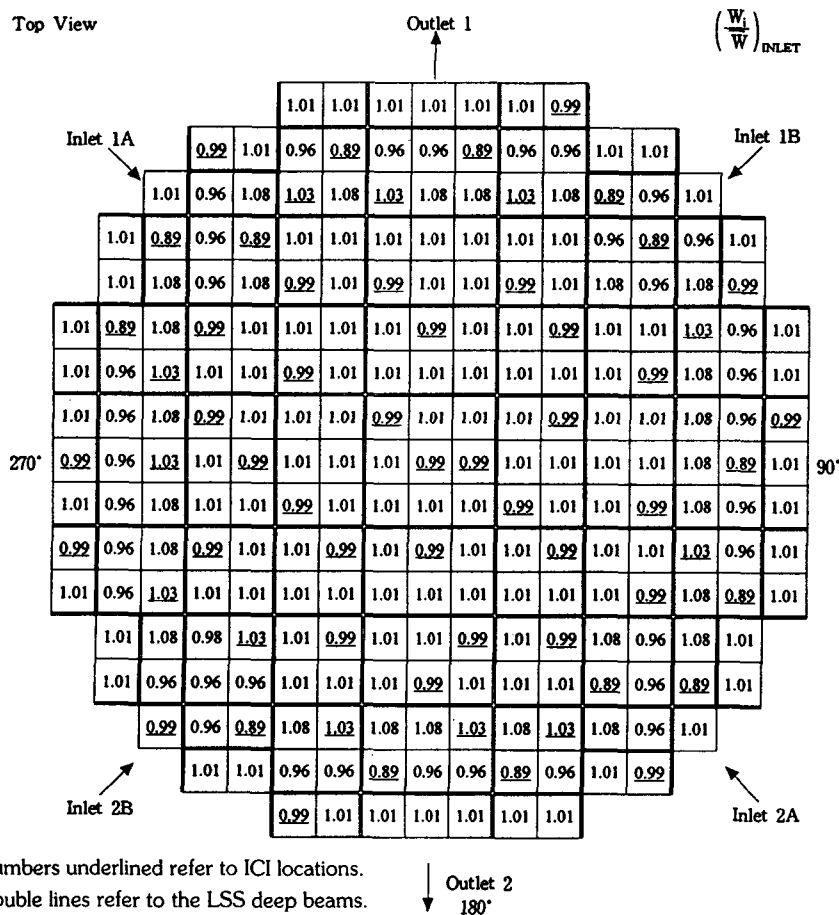 Top View
Outlet 1
(Wi/W̄)INLET
1.01 1.01 1.01 1.01 1.01 1.01 0.99
Inlet 1A
Inlet 1B
0.99 1.01 0.96 0.89 0.96 0.96 0.89 0.96 0.96 1.01 1.01
1.01 0.96 1.08 1.03 1.08 1.03 1.08 1.08 1.03 1.08 0.89 0.96 1.01
1.01 0.89 0.96 0.89 1.01 1.01 1.01 1.01 1.01 1.01 1.01 0.96 0.89 0.96 1.01
1.01 1.08 0.96 1.08 0.99 1.01 0.99 1.01 1.01 0.99 1.01 1.08 0.96 1.08 0.99
1.01 0.89 1.08 0.99 1.01 1.01 1.01 1.01 0.99 1.01 1.01 0.99 1.01 1.01 1.03 0.96 1.01
1.01 0.96 1.03 1.01 1.01 0.99 1.01 1.01 1.01 1.01 1.01 1.01 1.01 0.99 1.08 0.96 1.01
1.01 0.96 1.08 0.99 1.01 1.01 1.01 0.99 1.01 1.01 1.01 0.99 1.01 1.01 1.08 0.96 0.99
270° 0.99 0.96 1.03 1.01 0.99 1.01 1.01 1.01 0.99 0.99 1.01 1.01 1.01 1.01 1.08 0.89 1.01 90°
1.01 0.96 1.08 1.01 1.01 0.99 1.01 1.01 1.01 1.01 0.99 1.01 1.01 0.99 1.08 0.96 1.01
0.99 0.96 1.08 0.99 1.01 1.01 0.99 1.01 0.99 1.01 1.01 0.99 1.01 1.01 1.03 0.96 1.01
1.01 0.96 1.03 1.01 1.01 1.01 1.01 1.01 1.01 1.01 1.01 1.01 1.01 0.99 1.08 0.89 1.01
1.01 1.08 0.98 1.03 1.01 0.99 1.01 1.01 0.99 1.01 0.99 1.08 0.96 1.08 1.01
1.01 0.96 0.96 0.96 1.01 1.01 1.01 0.99 1.01 1.01 1.01 0.89 0.96 0.89 1.01
0.99 0.96 0.89 1.08 1.03 1.08 1.08 1.03 1.08 1.03 1.08 0.96 1.01
1.01 1.01 0.96 0.96 0.89 0.96 0.96 0.89 0.96 1.01 0.99
Inlet 2B
Inlet 2A
0.99 1.01 1.01 1.01 1.01 1.01 1.01
umbers underlined refer to ICI locations.
ouble lines refer to the LSS deep beams.
Outlet 2
180°